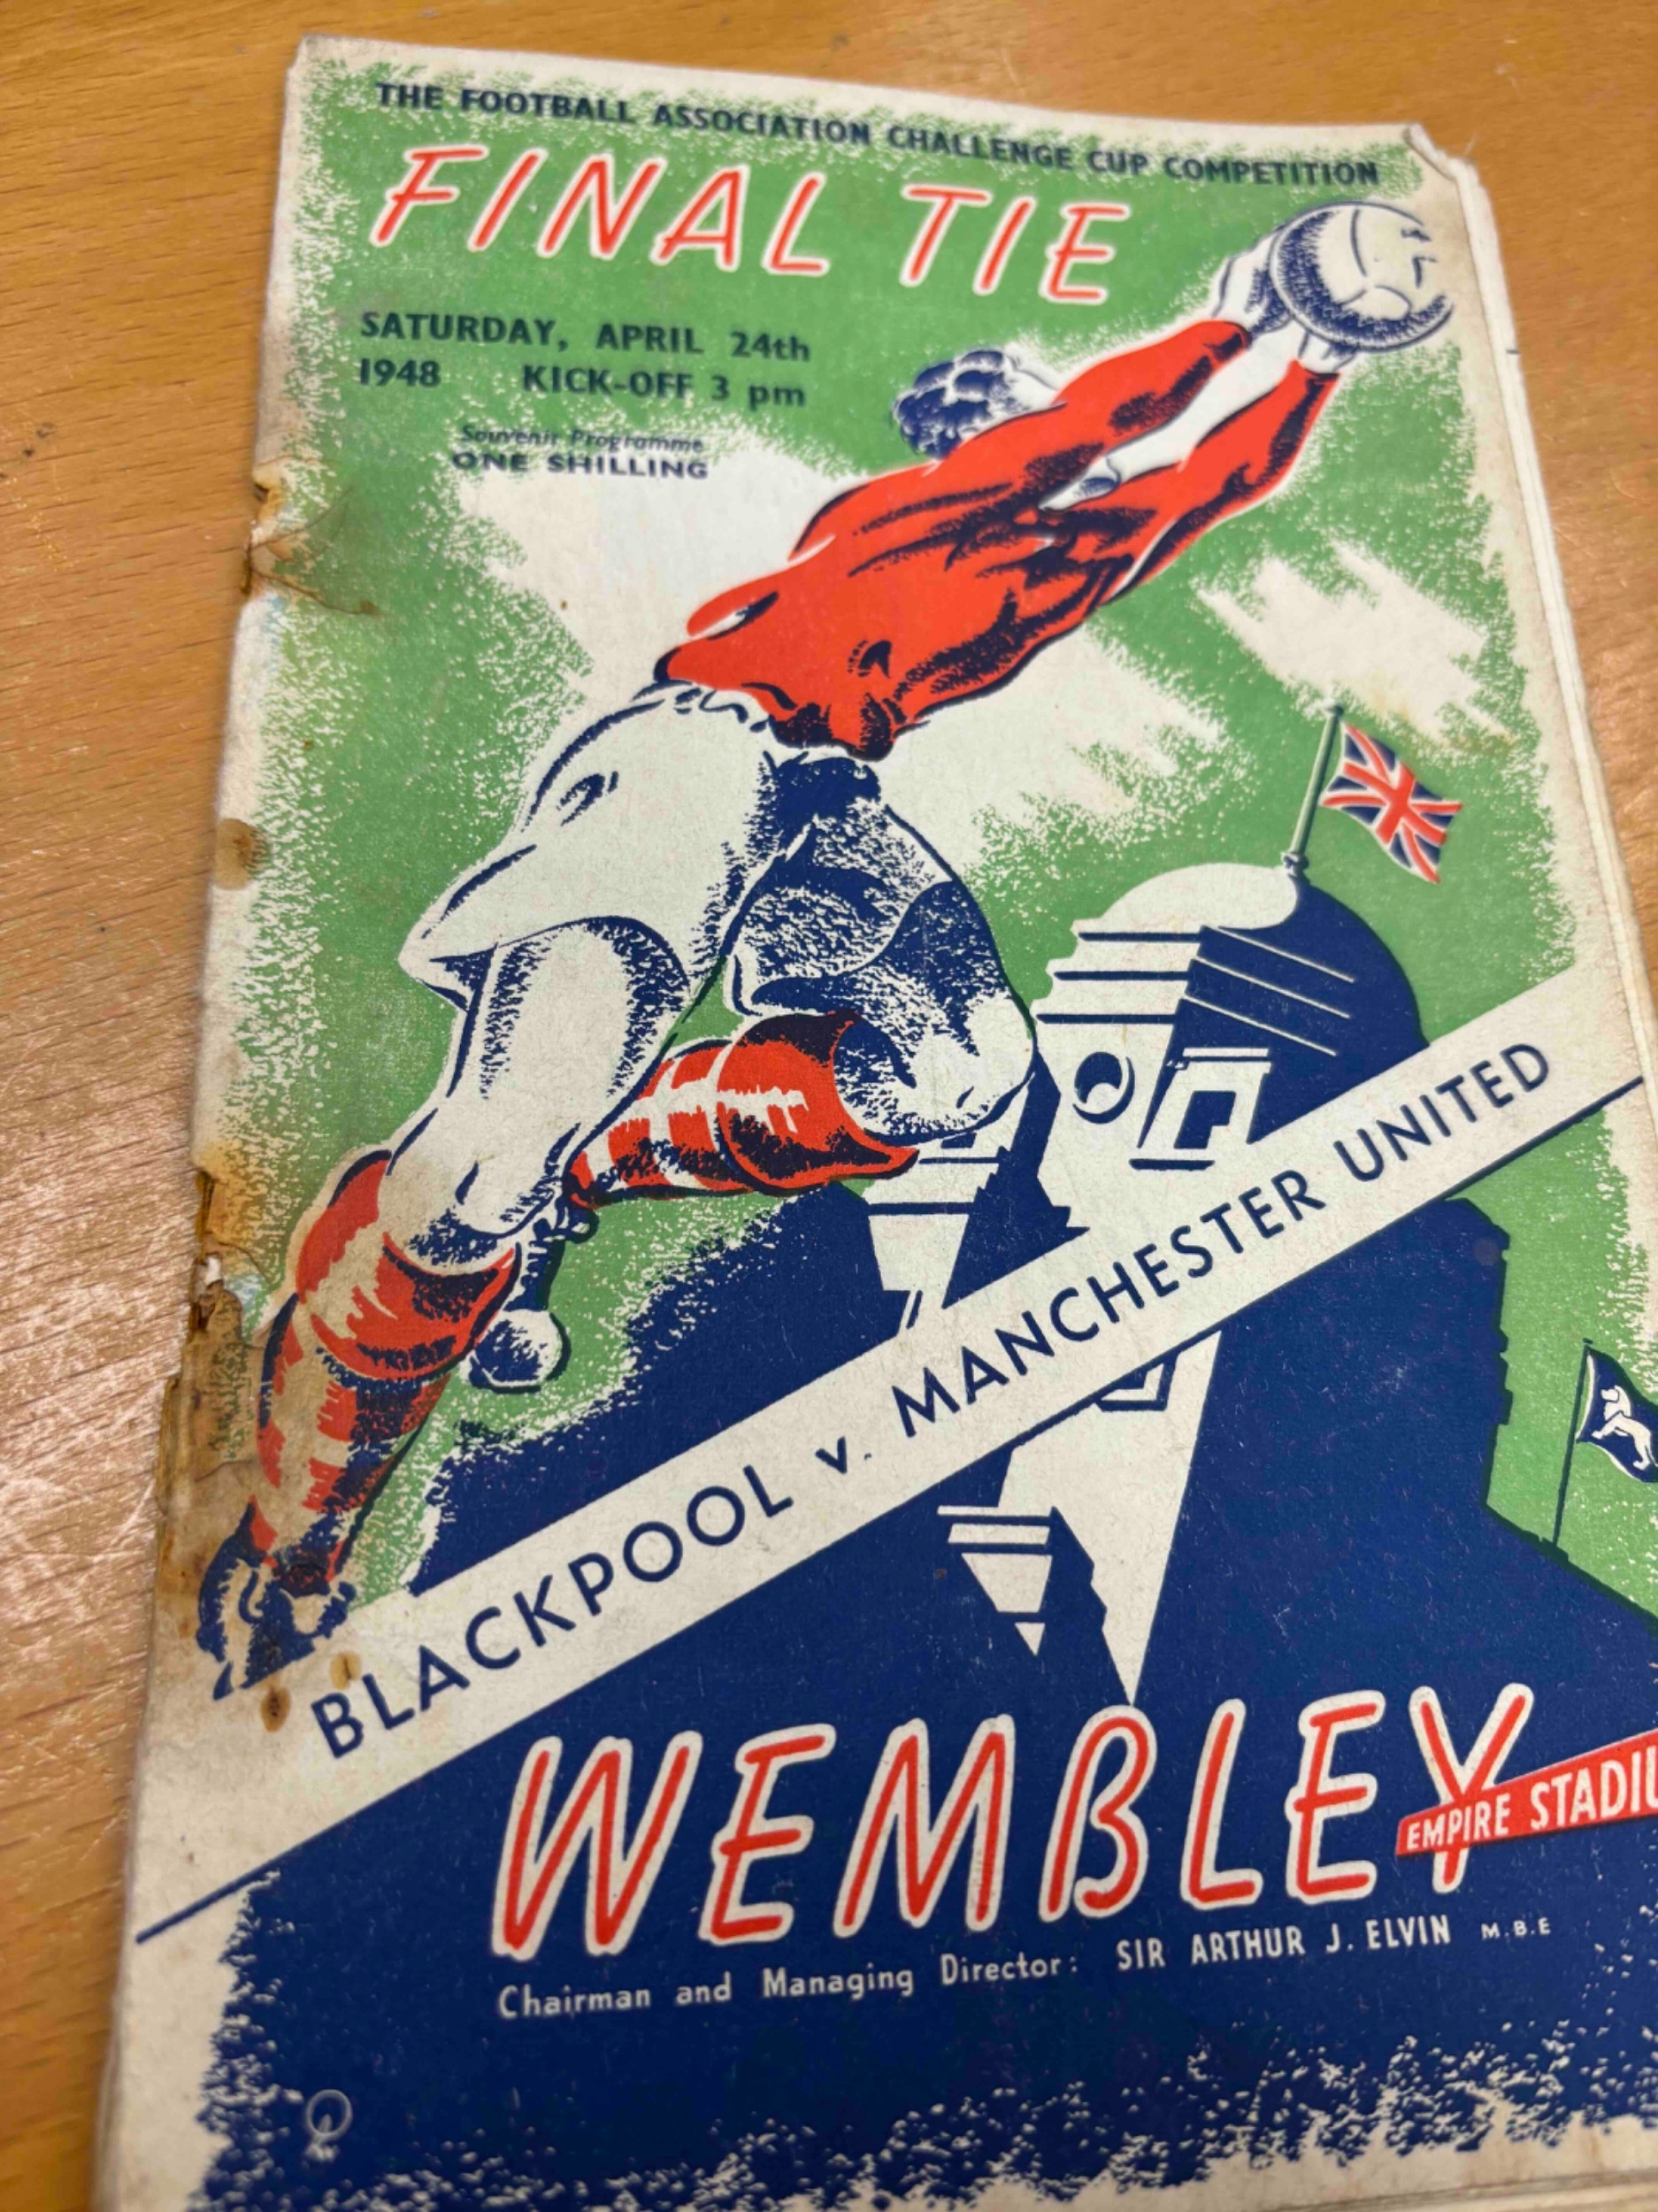 THE FOOTBALL ASSOCIATION CHALLENGE CUP COMPETITION
FINAL TIE
SATURDAY, APRIL 24th
1948 KICK-OFF 3 pm
Souvenir Programme
ONE SHILLING
BLACKPOOL v. MANCHESTER UNITED
WEMBLEY
EMPIRE STADIU
Chairman and Managing Director: SIR ARTHUR J. ELVIN M.B.E